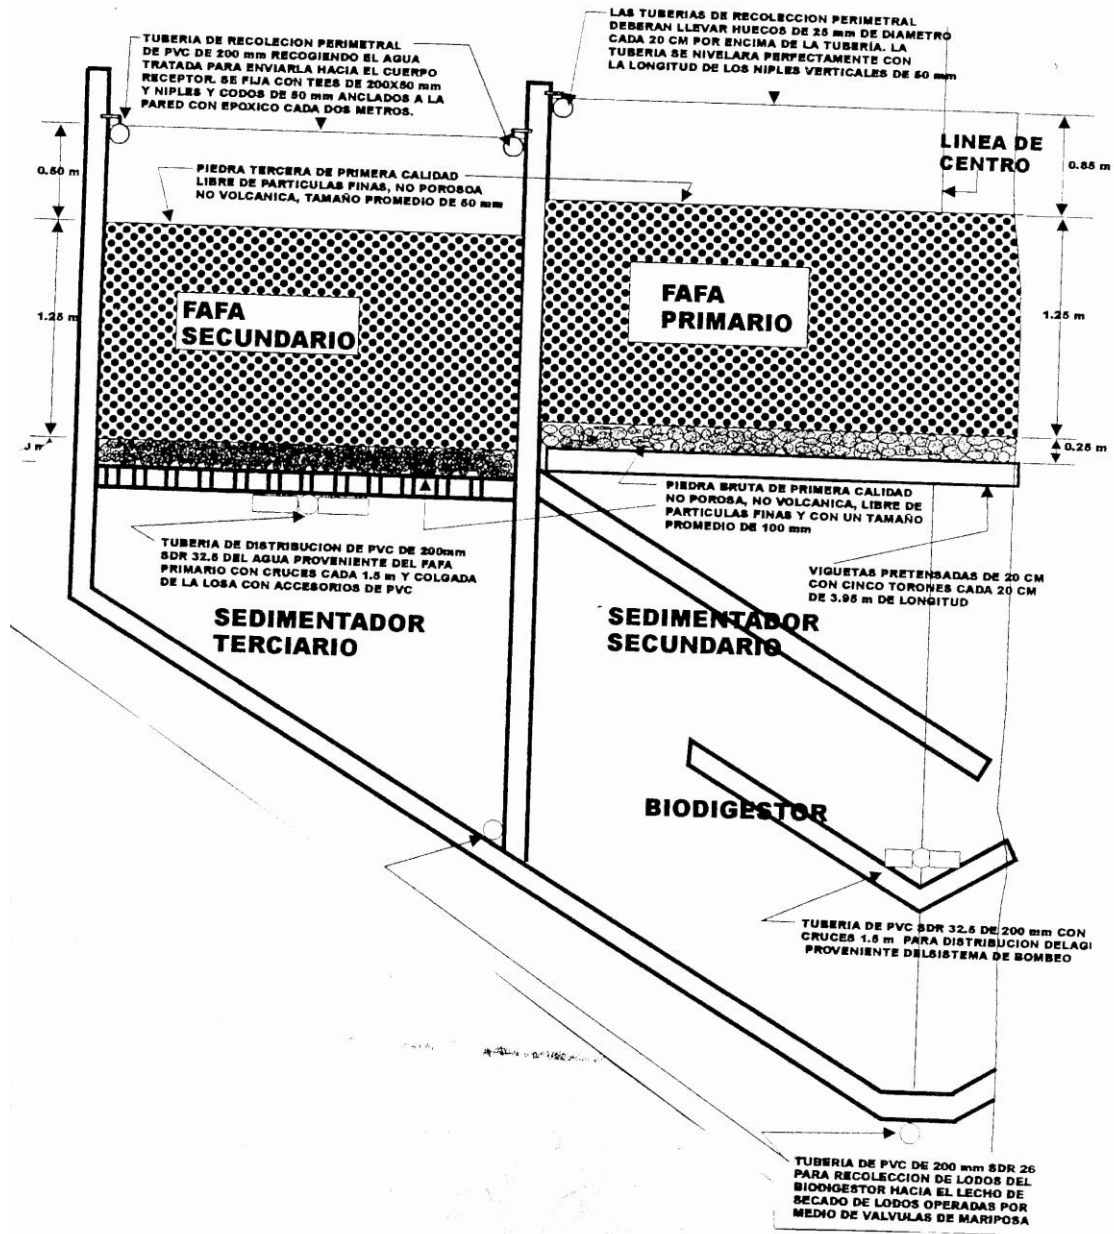 TUBERIA DE RECOLECION PERIMETRAL
DE PVC DE 200 mm RECOGIENDO EL AGUA
TRATADA PARA ENVIARLA HACIA EL CUERPO
RECEPTOR. SE FIJA CON TEES DE 200X50 mm
Y NIPLES Y CODOS DE 50 mm ANCLADOS A LA
PARED CON EPOXICO CADA DOS METROS.
LAS TUBERIAS DE RECOLECCION PERIMETRAL
DEBERAN LLEVAR HUECOS DE 25 mm DE DIAMETRO
CADA 20 CM POR ENCIMA DE LA TUBERÍA. LA
TUBERIA SE NIVELARA PERFECTAMENTE CON
LA LONGITUD DE LOS NIPLES VERTICALES DE 50 mm
LINEA DE
CENTRO
0.50 m
0.85 m
PIEDRA TERCERA DE PRIMERA CALIDAD
LIBRE DE PARTICULAS FINAS, NO POROSOA
NO VOLCANICA, TAMAÑO PROMEDIO DE 50 mm
FAFA
SECUNDARIO
FAFA
PRIMARIO
1.25 m
1.25 m
0.25 m
PIEDRA BRUTA DE PRIMERA CALIDAD
NO POROSA, NO VOLCANICA, LIBRE DE
PARTICULAS FINAS Y CON UN TAMAÑO
PROMEDIO DE 100 mm
TUBERIA DE DISTRIBUCION DE PVC DE 200mm
SDR 32.5 DEL AGUA PROVENIENTE DEL FAFA
PRIMARIO CON CRUCES CADA 1.5 m Y COLGADA
DE LA LOSA CON ACCESORIOS DE PVC
VIGUETAS PRETENSADAS DE 20 CM
CON CINCO TORONES CADA 20 CM
DE 3.95 m DE LONGITUD
SEDIMENTADOR
TERCIARIO
SEDIMENTADOR
SECUNDARIO
BIODIGESTOR
TUBERIA DE PVC SDR 32.5 DE 200 mm CON
CRUCES 1.5 m PARA DISTRIBUCION DELAGU
PROVENIENTE DELSISTEMA DE BOMBEO
TUBERIA DE PVC DE 200 mm SDR 26
PARA RECOLECCION DE LODOS DEL
BIODIGESTOR HACIA EL LECHO DE
SECADO DE LODOS OPERADAS POR
MEDIO DE VALVULAS DE MARIPOSA